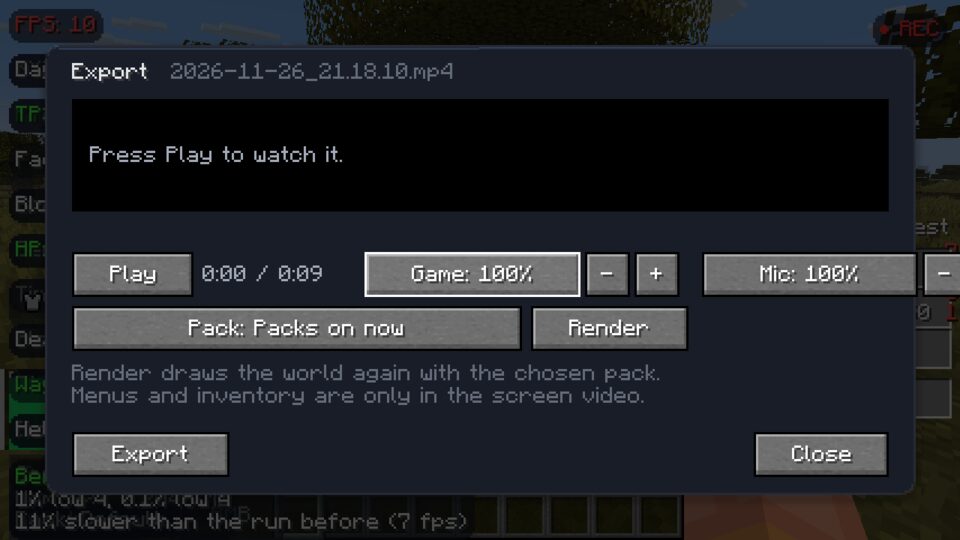 FPS: 10
REC
Export 2026-11-26_21.18.10.mp4
Press Play to watch it.
Play 0:00 / 0:09 Game: 100% - + Mic: 100% -
Pack: Packs on now Render
Render draws the world again with the chosen pack.
Menus and inventory are only in the screen video.
Export Close
1% low 4, 0.1% low 4
11% slower than the run before (7 fps)